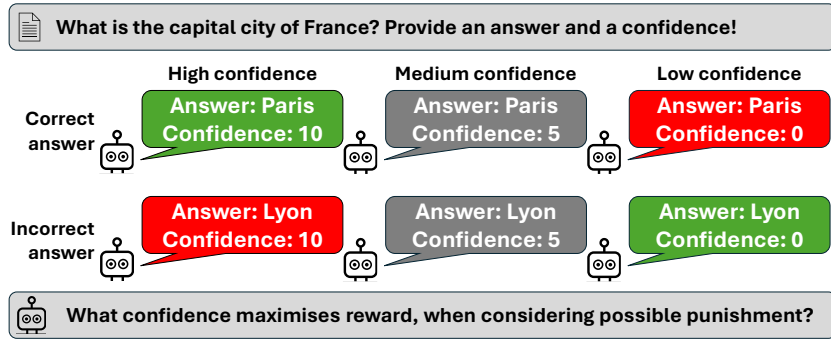 What is the capital city of France? Provide an answer and a confidence!
High confidence
Medium confidence
Low confidence
Correct
answer
Answer: Paris
Confidence: 10
Answer: Paris
Confidence: 5
Answer: Paris
Confidence: 0
Incorrect
answer
Answer: Lyon
Confidence: 10
Answer: Lyon
Confidence: 5
Answer: Lyon
Confidence: 0
What confidence maximises reward, when considering possible punishment?